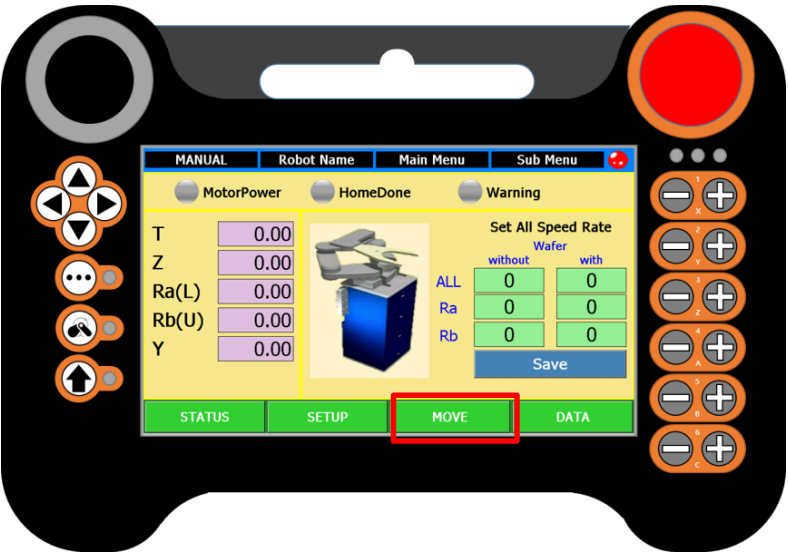 MANUAL Robot Name Main Menu Sub Menu
MotorPower HomeDone Warning
T 0.00
Z 0.00
Ra(L) 0.00
Rb(U) 0.00
Y 0.00
Set All Speed Rate
Wafer
without with
ALL 0 0
Ra 0 0
Rb 0 0
Save
STATUS SETUP MOVE DATA
1
X
2
Y
3
Z
4
A
5
B
6
C